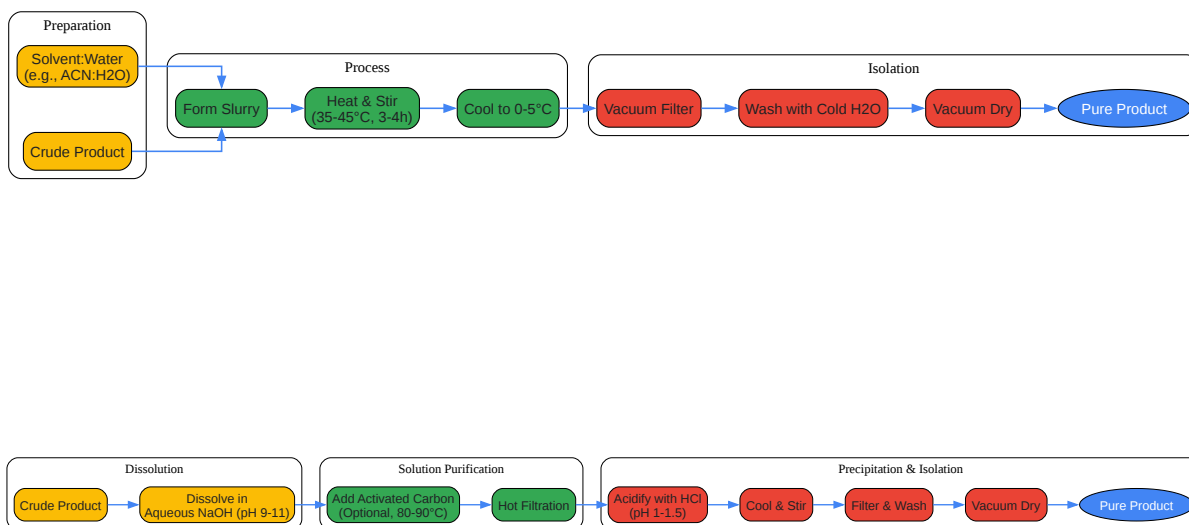 Preparation
Solvent:Water
(e.g., ACN:H2O)
Crude Product
Process
Form Slurry
Heat & Stir
(35-45°C, 3-4h)
Cool to 0-5°C
Isolation
Vacuum Filter
Wash with Cold H2O
Vacuum Dry
Pure Product
Dissolution
Crude Product
Dissolve in
Aqueous NaOH (pH 9-11)
Solution Purification
Add Activated Carbon
(Optional, 80-90°C)
Hot Filtration
Precipitation & Isolation
Acidify with HCl
(pH 1-1.5)
Cool & Stir
Filter & Wash
Vacuum Dry
Pure Product